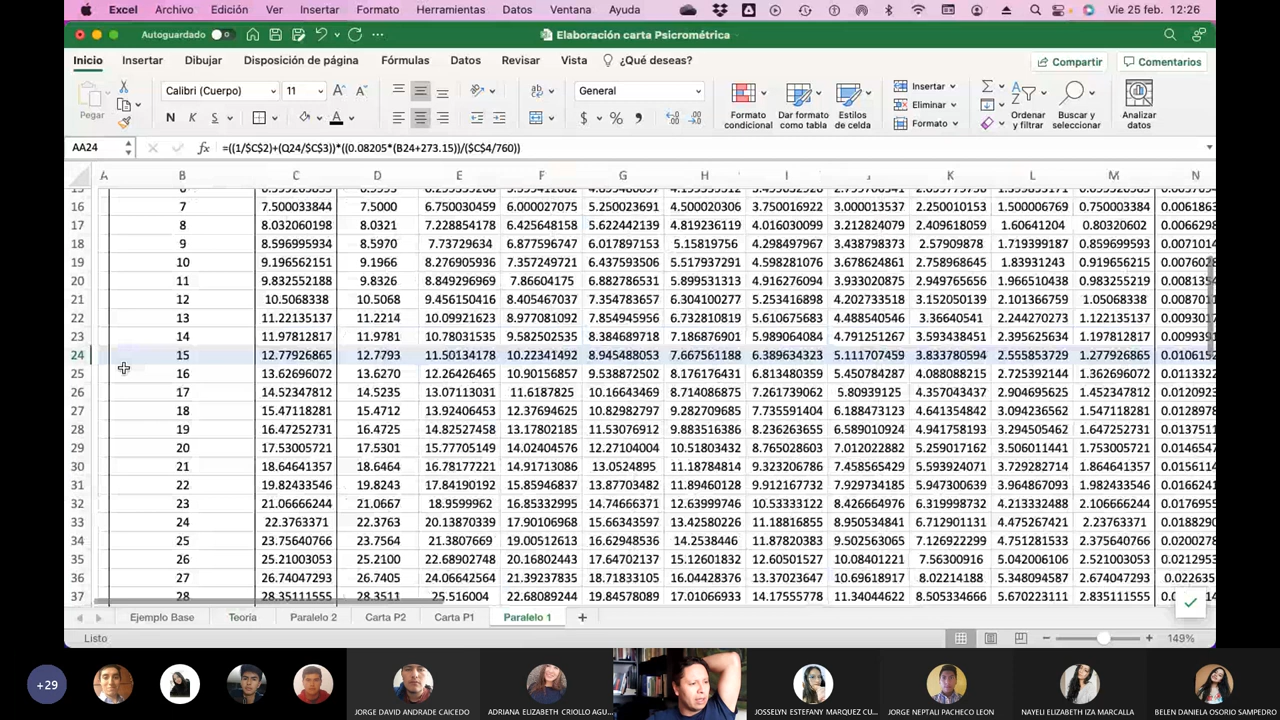 Excel Archivo Edición Ver Insertar Formato Herramientas Datos Ventana Ayuda Vie 25 feb. 12:26
Autoguardado Elaboración carta Psicrométrica
Inicio Insertar Dibujar Disposición de página Fórmulas Datos Revisar Vista ¿Qué deseas? Compartir Comentarios
Pegar Calibri (Cuerpo) 11 General Formato condicional Dar formato como tabla Estilos de celda Insertar Eliminar Formato Ordenar y filtrar Buscar y seleccionar Analizar datos
N K S A $ % 
AA24 fx =((1/$C$2)+(Q24/$C$3))*((0.08205*(B24+273.15))/($C$4/760))
A B C D E F G H I J K L M N
16 7 7.500033844 7.5000 6.750030459 6.000027075 5.250023691 4.500020306 3.750016922 3.000013537 2.250010153 1.500006769 0.750003384 0.0061863
17 8 8.032060198 8.0321 7.228854178 6.425648158 5.622442139 4.819236119 4.016030099 3.212824079 2.409618059 1.60641204 0.80320602 0.0066298
18 9 8.596995934 8.5970 7.73729634 6.877596747 6.017897153 5.15819756 4.298497967 3.438798373 2.57909878 1.719399187 0.859699593 0.0071014
19 10 9.196562151 9.1966 8.276905936 7.357249721 6.437593506 5.517937291 4.598281076 3.678624861 2.758968645 1.83931243 0.919656215
20 11 9.832552198 9.8326 8.849296969 7.86604175 6.882786531 5.899531313 4.916276094 3.933020875 2.949765656 1.966510438 0.983255219
21 12 10.5068338 10.5068 9.456150416 8.405467037 7.354783657 6.304100277 5.253416898 4.202733518 3.152050139 2.101366759 1.05068338
22 13 11.22135137 11.2214 10.09921623 8.977081092 7.854945956 6.732810819 5.610675683 4.488540546 3.36640541 2.244270273 1.122135137
23 14 11.97812817 11.9781 10.78031535 9.582502535 8.384689718 7.186876901 5.989064084 4.791251267 3.593438451 2.395625634 1.197812817
24 15 12.77926865 12.7793 11.50134178 10.22341492 8.945488053 7.667561188 6.389634323 5.111707459 3.833780594 2.555853729 1.277926865
25 16 13.62696072 13.6270 12.26426465 10.90156857 9.538872502 8.176176431 6.813480359 5.450784287 4.088088215 2.725392144 1.362696072 0.0113322
26 17 14.52347812 14.5235 13.07113031 11.6187825 10.16643469 8.714086875 7.261739062 5.80939125 4.357043437 2.904695625 1.452347812
27 18 15.47118281 15.4712 13.92406453 12.37694625 10.82982797 9.282709685 7.735591404 6.188473123 4.641354842 3.094236562 1.547118281 0.0128978
28 19 16.47252731 16.4725 14.82527458 13.17802185 11.53076912 9.883516386 8.236263655 6.589010924 4.941758193 3.294505462 1.647252731
29 20 17.53005721 17.5301 15.77705149 14.02404576 12.27104004 10.51803432 8.765028603 7.012022882 5.259017162 3.506011441 1.753005721 0.0146547
30 21 18.64641357 18.6464 16.78177221 14.91713086 13.0524895 11.18784814 9.323206786 7.458565429 5.593924071 3.729282714 1.864641357 0.0156114
31 22 19.82433546 19.8243 17.84190192 15.85946837 13.87703482 11.89460128 9.912167732 7.929734185 5.947300639 3.964867093 1.982433546 0.0166241
32 23 21.06666244 21.0667 18.9599962 16.85332995 14.74666371 12.63999746 10.53333122 8.426664976 6.319998732 4.213332488 2.106666244 0.0176955
33 24 22.3763371 22.3763 20.13870339 17.90106968 15.66343597 13.42580226 11.18816855 8.950534841 6.712901131 4.475267421 2.23763371 0.0188290
34 25 23.75640766 23.7564 21.3807669 19.00512613 16.62948536 14.2538446 11.87820383 9.502563065 7.126922299 4.751281533 2.375640766 0.0200278
35 26 25.21003053 25.2100 22.68902748 20.16802443 17.64702137 15.12601832 12.60501527 10.08401221 7.56300916 5.042006106 2.521003053 0.0212953
36 27 26.74047293 26.7405 24.06642564 21.39237835 18.71833105 16.04428376 13.37023647 10.69618917 8.02214188 5.348094587 2.674047293 0.022635
37 28 28.35111555 28.3511 25.516004 22.68089244 19.84578089 17.01066933 14.17555778 11.34044622 8.505334666 5.670223111 2.835111555
Ejemplo Base Teoría Paralelo 2 Carta P2 Carta P1 Paralelo 1
Listo 149%
+29 JORGE DAVID ANDRADE CAICEDO ADRIANA ELIZABETH CRIOLLO AGU... JOSSELYN ESTEFANY MARQUEZ CU... JORGE NEPTALI PACHECO LEON NAYELI ELIZABETH IZA MARCALLA BELEN DANIELA OSORIO SAMPEDRO